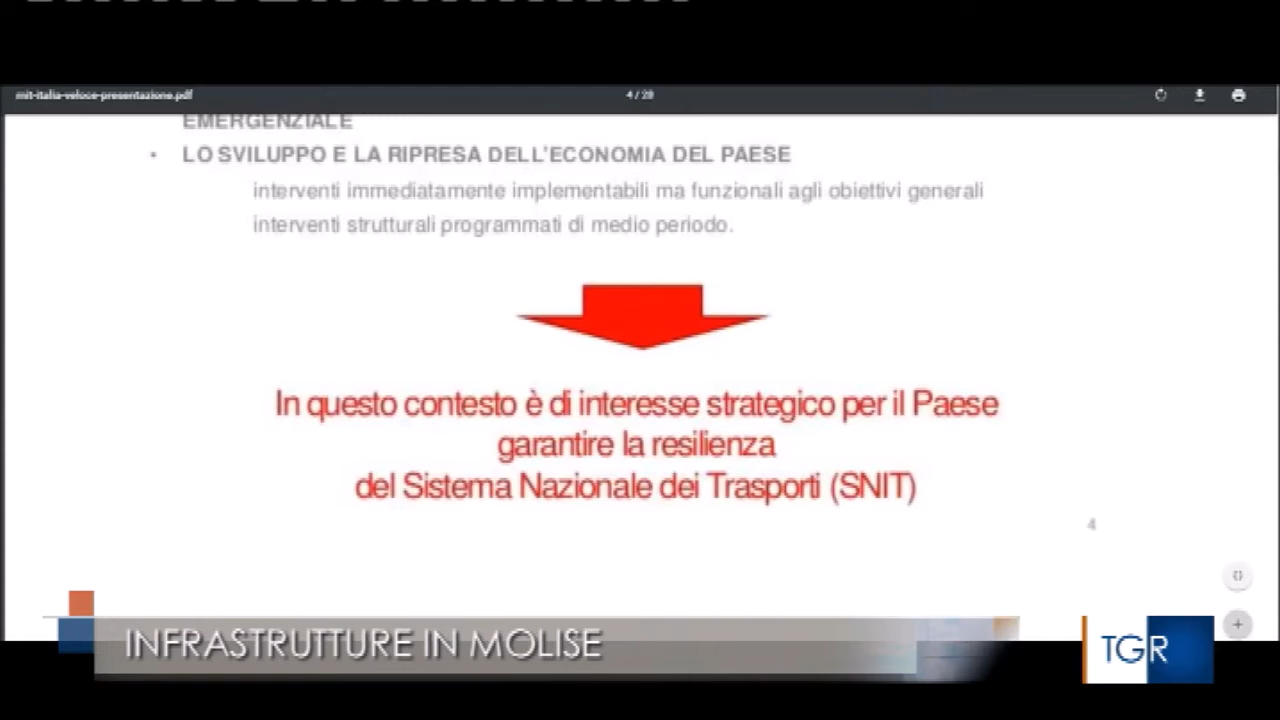 mit-italia-veloce-presentazione.pdf
4 / 28
EMERGENZIALE
• LO SVILUPPO E LA RIPRESA DELL'ECONOMIA DEL PAESE
interventi immediatamente implementabili ma funzionali agli obiettivi generali
interventi strutturali programmati di medio periodo.
In questo contesto è di interesse strategico per il Paese
garantire la resilienza
del Sistema Nazionale dei Trasporti (SNIT)
4
INFRASTRUTTURE IN MOLISE
TGR